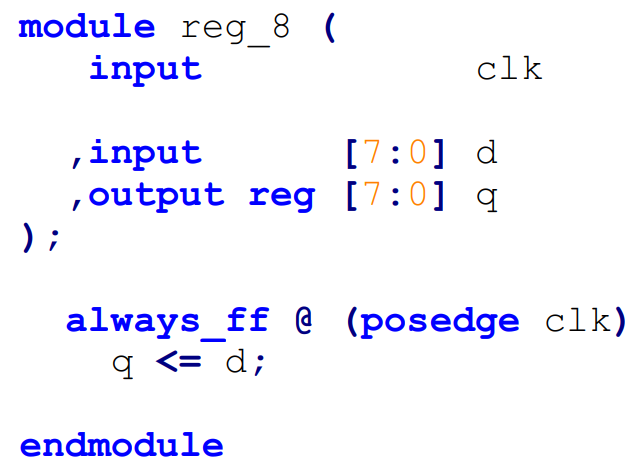 module reg_8 (
input clk
,input [7:0] d
,output reg [7:0] q
);
always_ff @ (posedge clk)
q <= d;
endmodule